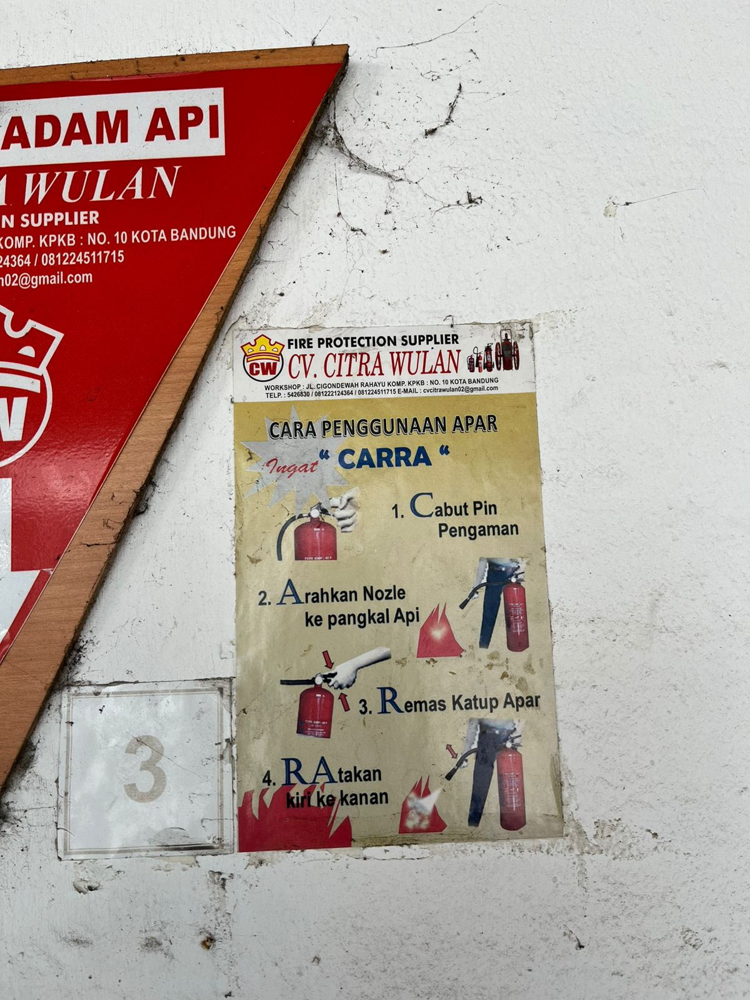 ADAM API
A WULAN
N SUPPLIER
KOMP. KPKB : NO. 10 KOTA BANDUNG
24364 / 081224511715
n02@gmail.com
W
FIRE PROTECTION SUPPLIER
CW
CV. CITRA WULAN
WORKSHOP : JL. CIGONDEWAH RAHAYU KOMP. KPKB : NO. 10 KOTA BANDUNG
TELP. : 5426830 / 081222124364 / 081224511715 E-MAIL : cvcitrawulan02@gmail.com
CARA PENGGUNAAN APAR
Ingat “ CARRA “
1. Cabut Pin
Pengaman
2. Arahkan Nozle
ke pangkal Api
3. Remas Katup Apar
4. RAtakan
kiri ke kanan
3